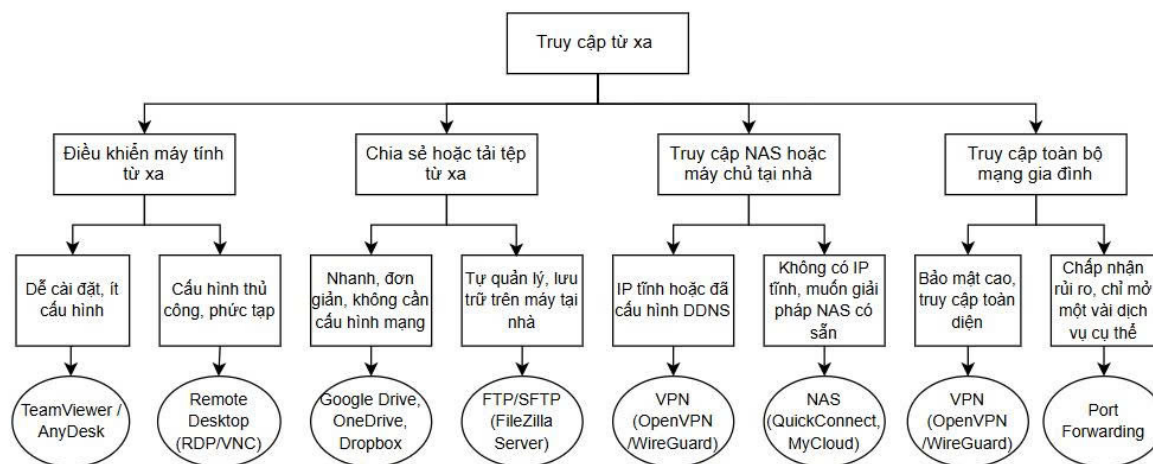 Truy cập từ xa
Điều khiển máy tính
từ xa
Chia sẻ hoặc tải tệp
từ xa
Truy cập NAS hoặc
máy chủ tại nhà
Truy cập toàn bộ
mạng gia đình
Dễ cài đặt, ít
cấu hình
Cấu hình thủ
công, phức tạp
Nhanh, đơn
giản, không cần
cấu hình mạng
Tự quản lý, lưu
trữ trên máy tại
nhà
IP tĩnh hoặc đã
cấu hình DDNS
Không có IP
tĩnh, muốn giải
pháp NAS có
sẵn
Bảo mật cao,
truy cập toàn
diện
Chấp nhận
rủi ro, chỉ mở
một vài dịch
vụ cụ thể
TeamViewer /
AnyDesk
Remote
Desktop
(RDP/VNC)
Google Drive,
OneDrive,
Dropbox
FTP/SFTP
(FileZilla
Server)
VPN
(OpenVPN
/WireGuard)
NAS
(QuickConnect,
MyCloud)
VPN
(OpenVPN
/WireGuard)
Port
Forwarding